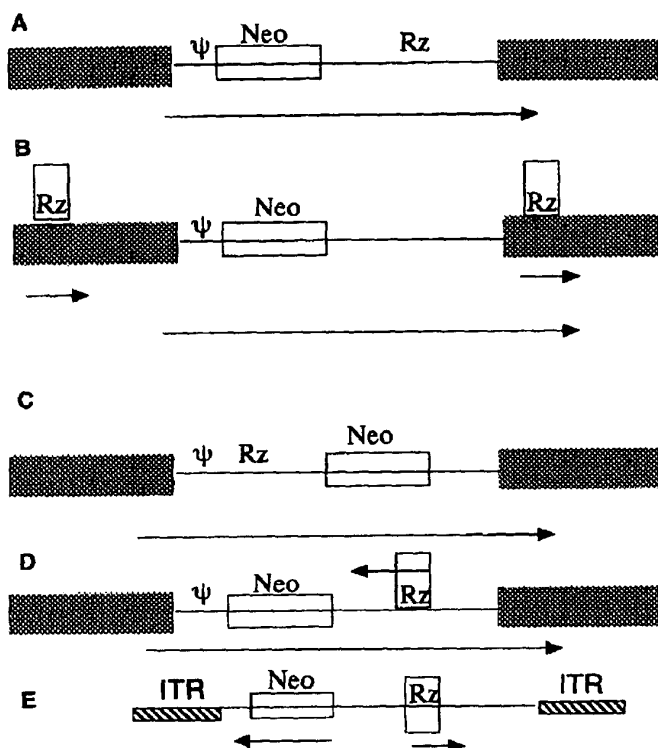 A
ψ Neo Rz
B
Rz Rz
ψ Neo
C
ψ Rz Neo
D
ψ Neo Rz
E
ITR Neo Rz ITR